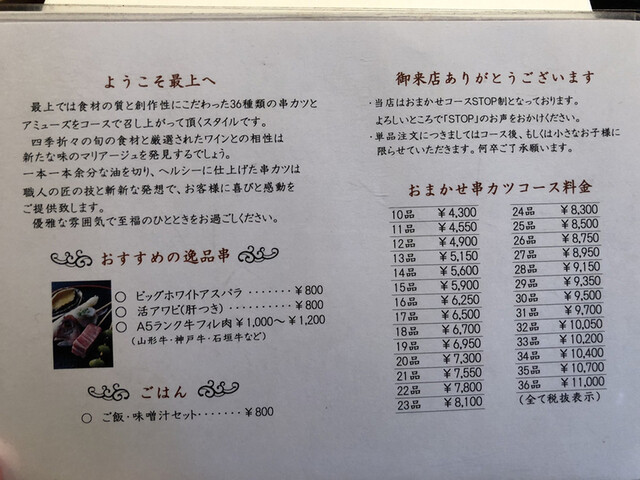 ようこそ最上へ
最上では食材の質と創作性にこだわった36種類の串カツと
アミューズをコースで召し上がって頂くスタイルです。
四季折々の旬の食材と厳選されたワインとの相性は
新たな味のマリアージュを発見するでしょう。
一本一本余分な油を切り、ヘルシーに仕上げた串カツは
職人の匠の技と斬新な発想で、お客様に喜びと感動を
ご提供致します。
優雅な雰囲気で至福のひとときをお過ごしください。
おすすめの逸品串
○ ビッグホワイトアスパラ ‥‥‥‥ ¥800
○ 活アワビ(肝つき) ‥‥‥‥‥ ¥800
○ A5ランク牛フィレ肉 ¥1,000〜 ¥1,200
(山形牛・神戸牛・石垣牛など)
ごはん
○ ご飯・味噌汁セット‥‥‥‥ ¥800
御来店ありがとうございます
・当店はおまかせコースSTOP制となっております。
よろしいところで「STOP」のお声をおかけください。
・単品注文につきましてはコース後、もしくは小さなお子様に
限らせていただきます。何卒ご了承願います。
おまかせ串カツコース料金
10品 ¥4,300
11品 ¥4,550
12品 ¥4,900
13品 ¥5,150
14品 ¥5,600
15品 ¥5,900
16品 ¥6,250
17品 ¥6,500
18品 ¥6,700
19品 ¥6,950
20品 ¥7,300
21品 ¥7,550
22品 ¥7,800
23品 ¥8,100
24品 ¥8,300
25品 ¥8,500
26品 ¥8,750
27品 ¥8,950
28品 ¥9,150
29品 ¥9,350
30品 ¥9,500
31品 ¥9,700
32品 ¥10,050
33品 ¥10,200
34品 ¥10,400
35品 ¥10,700
36品 ¥11,000
(全て税抜表示)